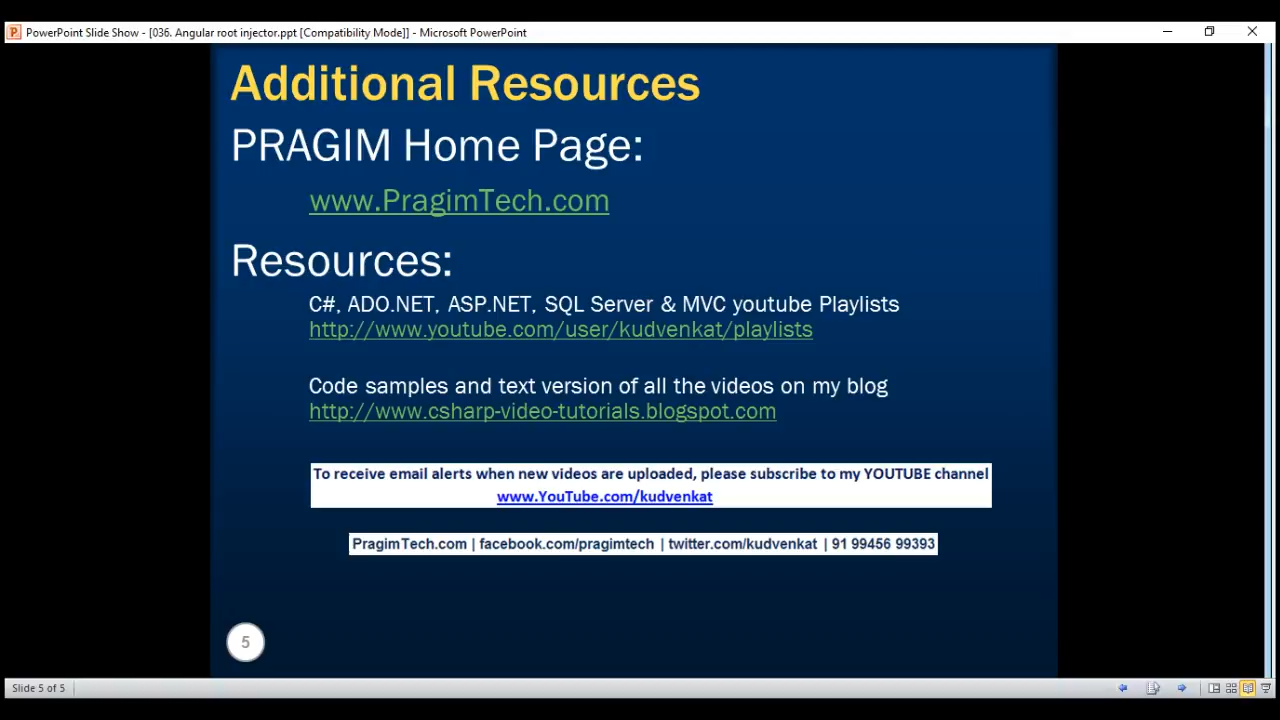 PowerPoint Slide Show - [036. Angular root injector.ppt [Compatibility Mode]] - Microsoft PowerPoint
Additional Resources
PRAGIM Home Page:
www.PragimTech.com
Resources:
C#, ADO.NET, ASP.NET, SQL Server & MVC youtube Playlists
http://www.youtube.com/user/kudvenkat/playlists
Code samples and text version of all the videos on my blog
http://www.csharp-video-tutorials.blogspot.com
To receive email alerts when new videos are uploaded, please subscribe to my YOUTUBE channel
www.YouTube.com/kudvenkat
PragimTech.com | facebook.com/pragimtech | twitter.com/kudvenkat | 91 99456 99393
5
Slide 5 of 5